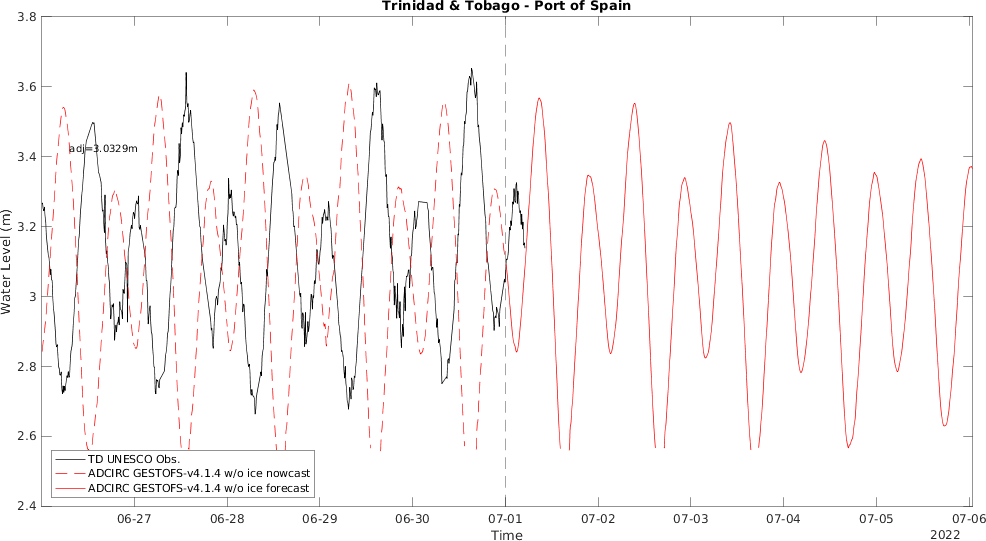 Trinidad & Tobago - Port of Spain
3.8
3.6
3.4
3.2
3
2.8
2.6
2.4
Water Level (m)
adj=3.0329m
TD UNESCO Obs.
ADCIRC GESTOFS-v4.1.4 w/o ice nowcast
ADCIRC GESTOFS-v4.1.4 w/o ice forecast
06-27 06-28 06-29 06-30 07-01 07-02 07-03 07-04 07-05 07-06
Time
2022